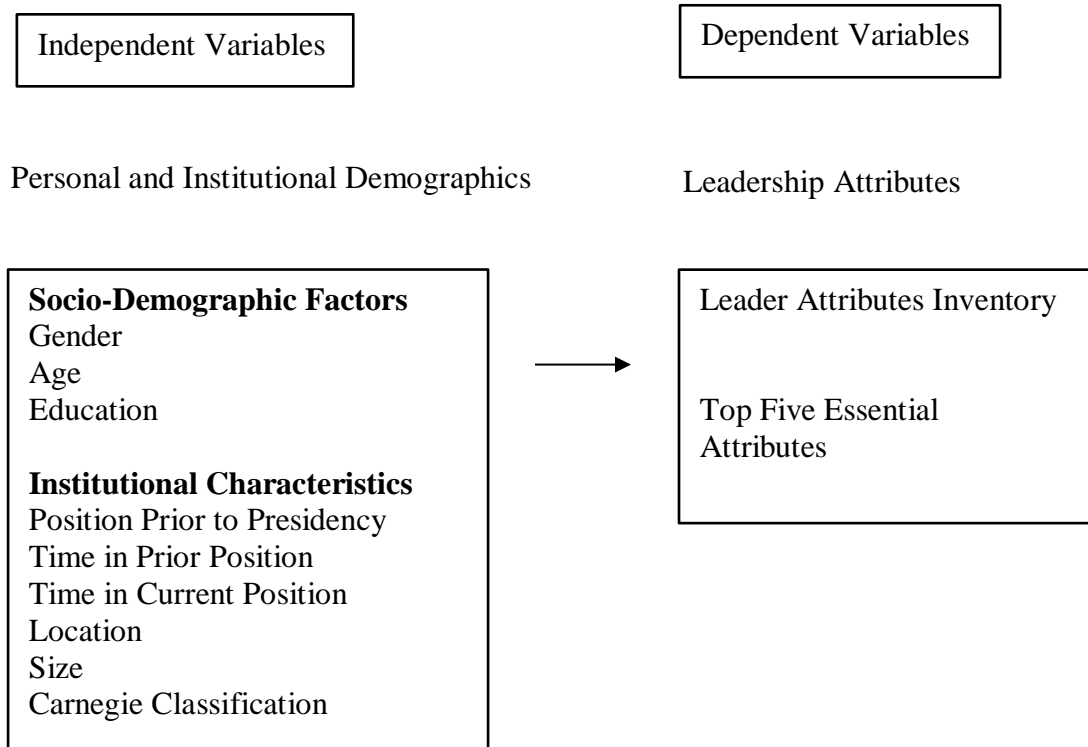 Independent Variables
Dependent Variables
Personal and Institutional Demographics
Leadership Attributes
Socio-Demographic Factors
Gender
Age
Education
Institutional Characteristics
Position Prior to Presidency
Time in Prior Position
Time in Current Position
Location
Size
Carnegie Classification
Leader Attributes Inventory
Top Five Essential
Attributes